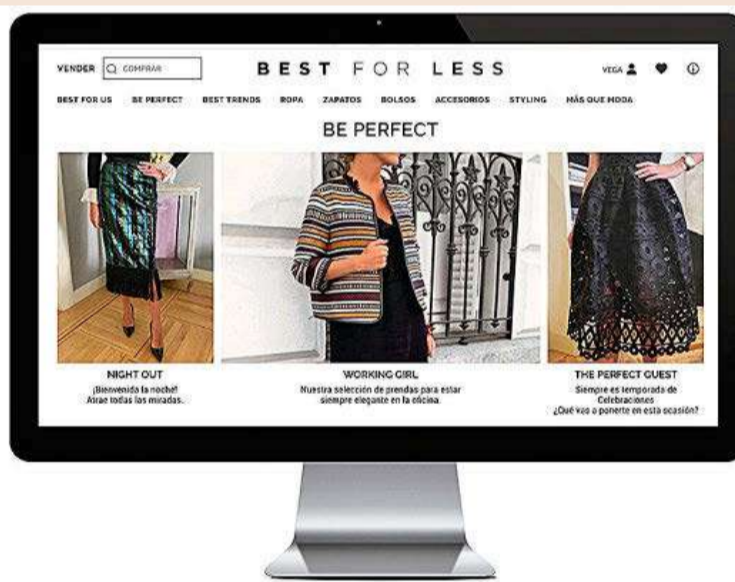 VENDER COMPRAR
BEST FOR LESS
VEGA
BEST FOR US BE PERFECT BEST TRENDS ROPA ZAPATOS BOLSOS ACCESORIOS STYLING MÁS QUE MODA
BE PERFECT
NIGHT OUT
¡Bienvenida la noche!
Atrae todas las miradas.
WORKING GIRL
Nuestra selección de prendas para estar
siempre elegante en la oficina.
THE PERFECT GUEST
Siempre es temporada de
Celebraciones
¿Qué vas a ponerte en esta ocasión?